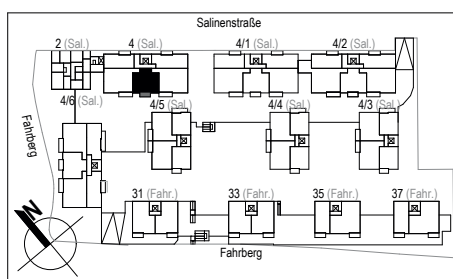 Salinenstraße
2 (Sal.) 4 (Sal.) 4/1 (Sal.) 4/2 (Sal.)
4/6 (Sal.) 4/5 (Sal.) 4/4 (Sal.) 4/3 (Sal.)
Fahrberg
31 (Fahr.) 33 (Fahr.) 35 (Fahr.) 37 (Fahr.)
N
Fahrberg